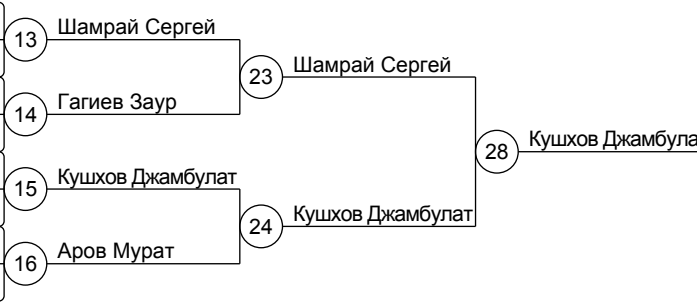 13 Шамрай Сергей
23 Шамрай Сергей
14 Гагиев Заур
28 Кушхов Джамбула
15 Кушхов Джамбулат
24 Кушхов Джамбулат
16 Аров Мурат